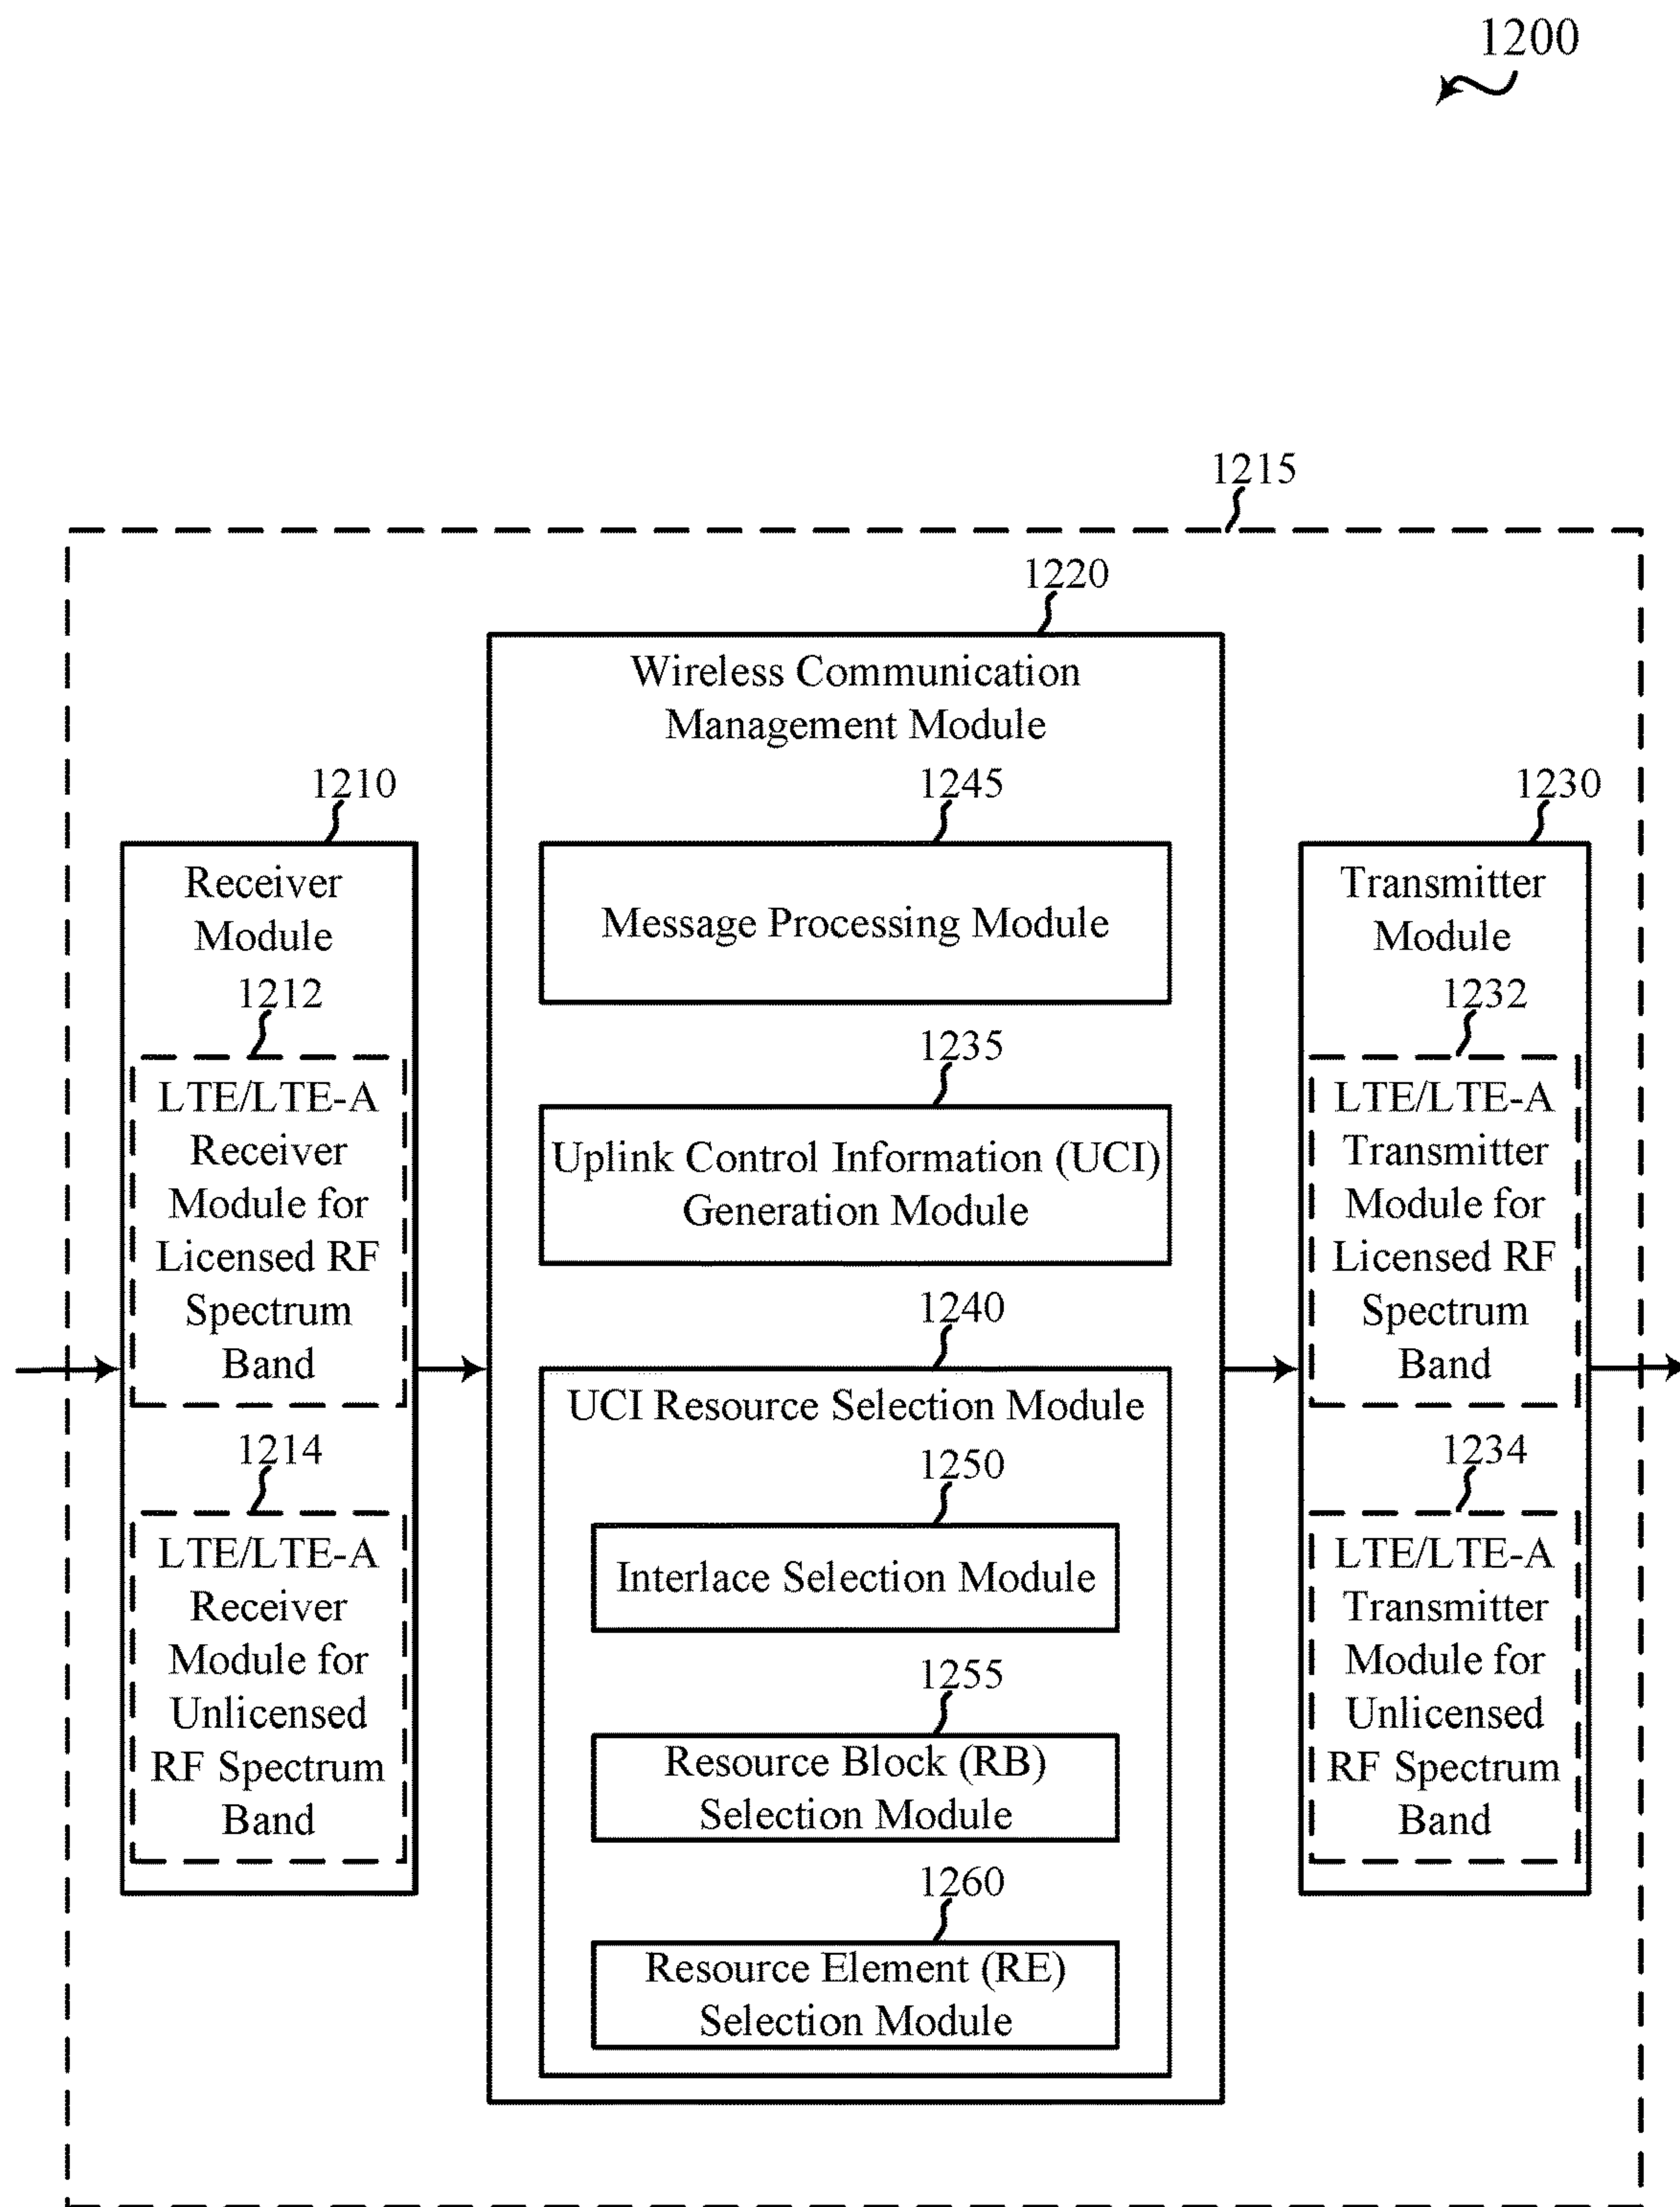 1200
1215
1220
Wireless Communication
Management Module
1210
Receiver
Module
1212
LTE/LTE-A
Receiver
Module for
Licensed RF
Spectrum
Band
1214
LTE/LTE-A
Receiver
Module for
Unlicensed
RF Spectrum
Band
1245
Message Processing Module
1235
Uplink Control Information (UCI)
Generation Module
1240
UCI Resource Selection Module
1250
Interlace Selection Module
1255
Resource Block (RB)
Selection Module
1260
Resource Element (RE)
Selection Module
1230
Transmitter
Module
1232
LTE/LTE-A
Transmitter
Module for
Licensed RF
Spectrum
Band
1234
LTE/LTE-A
Transmitter
Module for
Unlicensed
RF Spectrum
Band